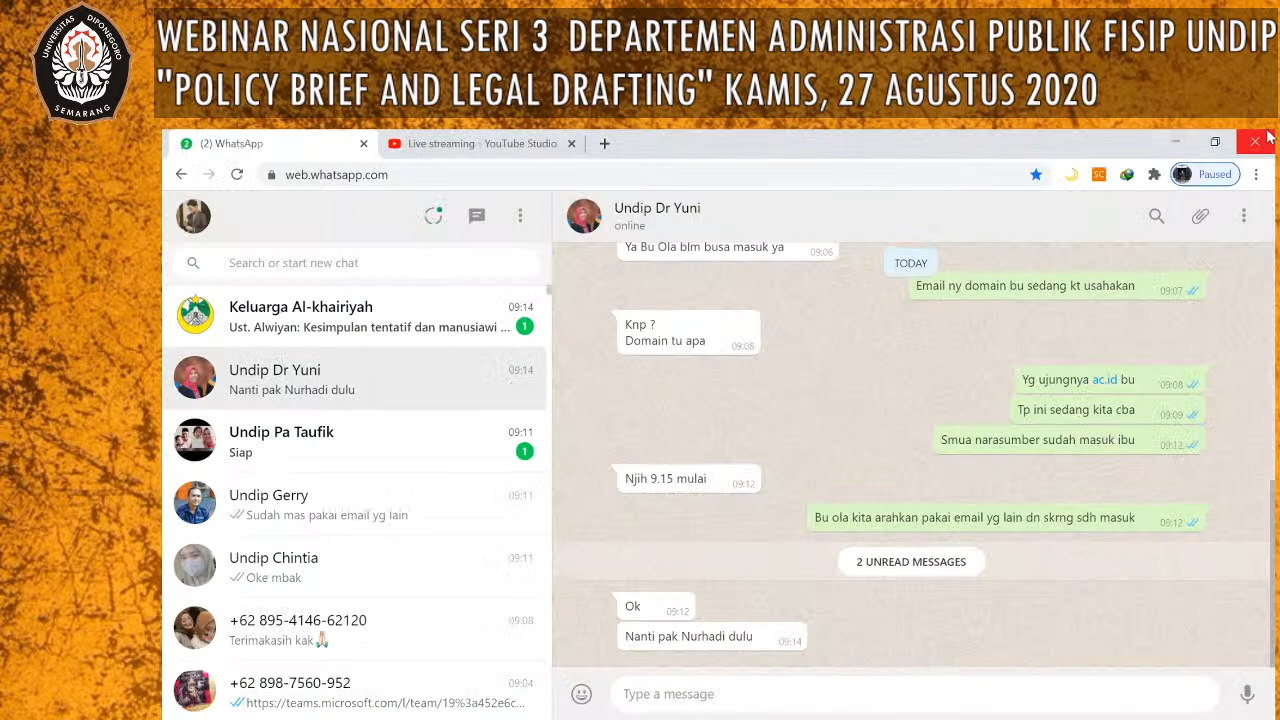 UNIVERSITAS DIPONEGORO
SEMARANG
WEBINAR NASIONAL SERI 3 DEPARTEMEN ADMINISTRASI PUBLIK FISIP UNDIP
"POLICY BRIEF AND LEGAL DRAFTING" KAMIS, 27 AGUSTUS 2020
2 (2) WhatsApp
Live streaming - YouTube Studio
web.whatsapp.com
SC
Paused
Search or start new chat
Keluarga Al-khairiyah 09:14
Ust. Alwiyan: Kesimpulan tentatif dan manusiawi ... 1
Undip Dr Yuni 09:14
Nanti pak Nurhadi dulu
Undip Pa Taufik 09:11
Siap 1
Undip Gerry 09:11
Sudah mas pakai email yg lain
Undip Chintia 09:11
Oke mbak
+62 895-4146-62120 09:08
Terimakasih kak🙏🏻
+62 898-7560-952 09:04
https://teams.microsoft.com/l/team/19%3a452e6c...
Undip Dr Yuni
online
Ya Bu Ola blm busa masuk ya 09:06
TODAY
Email ny domain bu sedang kt usahakan 09:07
Knp ?
Domain tu apa 09:08
Yg ujungnya ac.id bu 09:08
Tp ini sedang kita cba 09:09
Smua narasumber sudah masuk ibu 09:12
Njih 9.15 mulai 09:12
Bu ola kita arahkan pakai email yg lain dn skrng sdh masuk 09:12
2 UNREAD MESSAGES
Ok 09:12
Nanti pak Nurhadi dulu 09:14
Type a message